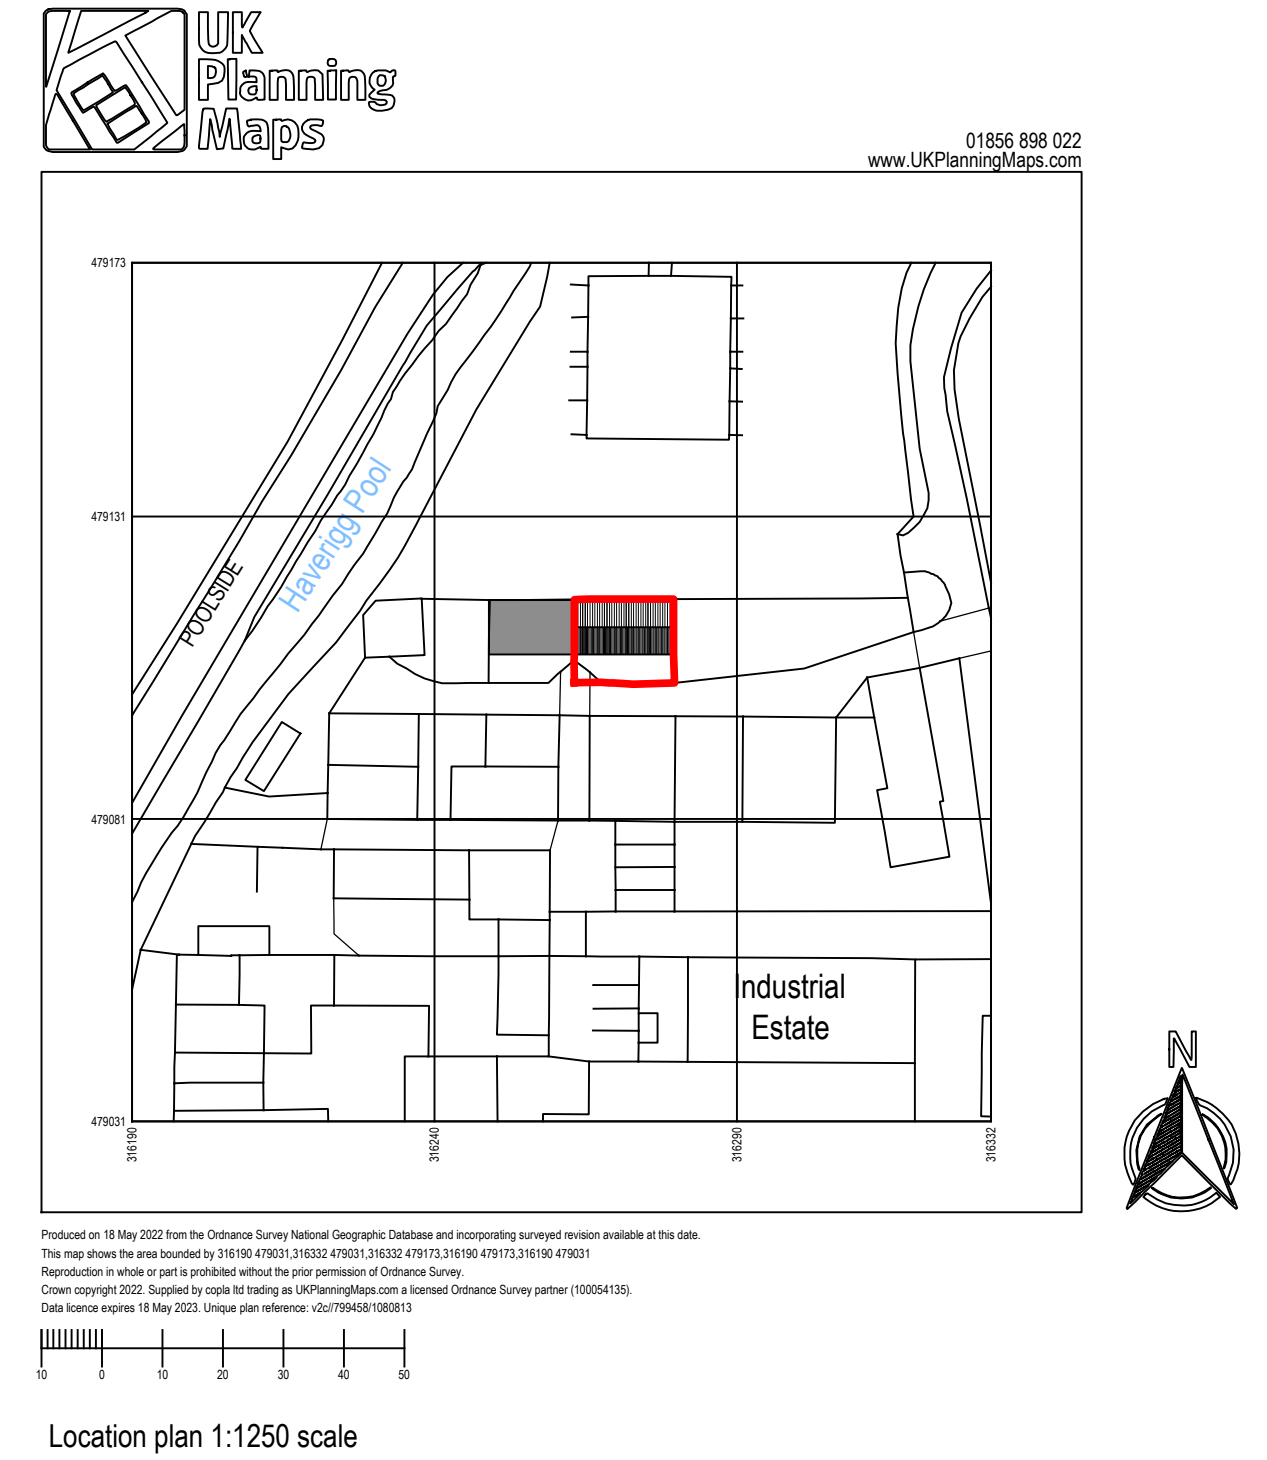 UK
Planning
Maps
01856 898 022
www.UKPlanningMaps.com
479173
479131
479081
479031
316190
316240
316290
316332
POOLSIDE
Haverigg Pool
Industrial
Estate
N
Produced on 18 May 2022 from the Ordnance Survey National Geographic Database and incorporating surveyed revision available at this date.
This map shows the area bounded by 316190 479031,316332 479031,316332 479173,316190 479173,316190 479031
Reproduction in whole or part is prohibited without the prior permission of Ordnance Survey.
Crown copyright 2022. Supplied by copla ltd trading as UKPlanningMaps.com a licensed Ordnance Survey partner (100054135).
Data licence expires 18 May 2023. Unique plan reference: v2c//799458/1080813
10 0 10 20 30 40 50
Location plan 1:1250 scale